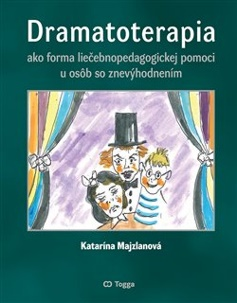 Dramatoterapia
ako forma liečebnopedagogickej pomoci
u osôb so znevýhodnením
Katarína Majzlanová
Togga